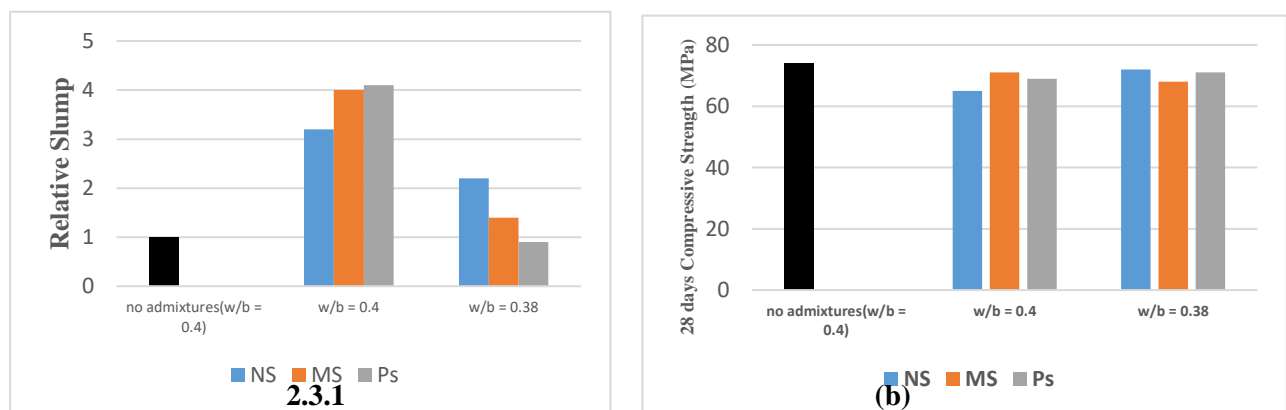 5
4
3
2
1
0
Relative Slump
no admixtures(w/b =
0.4)
w/b = 0.4
w/b = 0.38
NS MS Ps
2.3.1
80
60
40
20
0
28 days Compressive Strength (MPa)
no admixtures(w/b =
0.4)
w/b = 0.4
w/b = 0.38
NS MS Ps
(b)